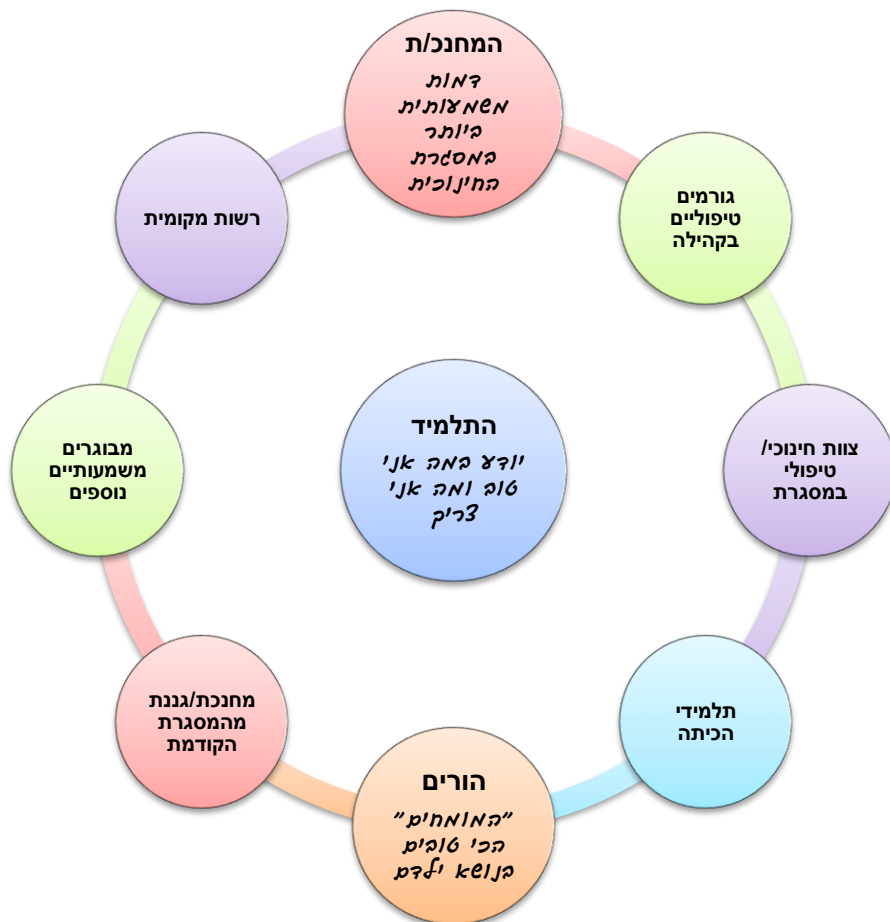 המחנכ/ת
דמות
משמעותית
ביותר
במסגרת
החינוכית
גורמים
טיפוליים
בקהילה
צוות חינוכי/
טיפולי
במסגרת
תלמידי
הכיתה
הורים
"המומחים"
הכי טובים
בנושא ילדם
מחנכת/גננת
מהמסגרת
הקודמת
מבוגרים
משמעותיים
נוספים
רשות מקומית
התלמיד
יודע במה אני
טוב ומה אני
צריך